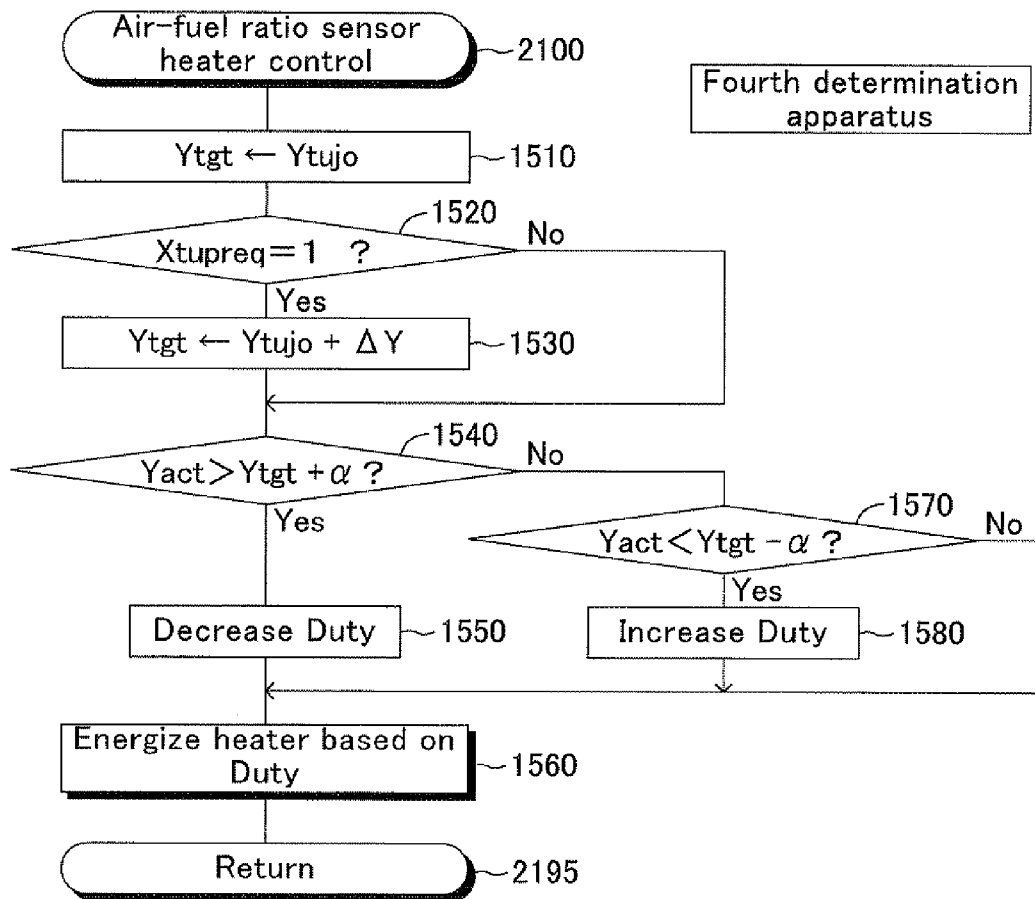 Air-fuel ratio sensor
heater control
2100
Fourth determination
apparatus
Ytgt ← Ytujo
1510
1520
Xtupreq=1 ?
No
Yes
Ytgt ← Ytujo + ΔY
1530
1540
Yact>Ytgt+α?
No
Yes
1570
Yact<Ytgt-α?
No
Yes
Decrease Duty
1550
Increase Duty
1580
Energize heater based on
Duty
1560
Return
2195